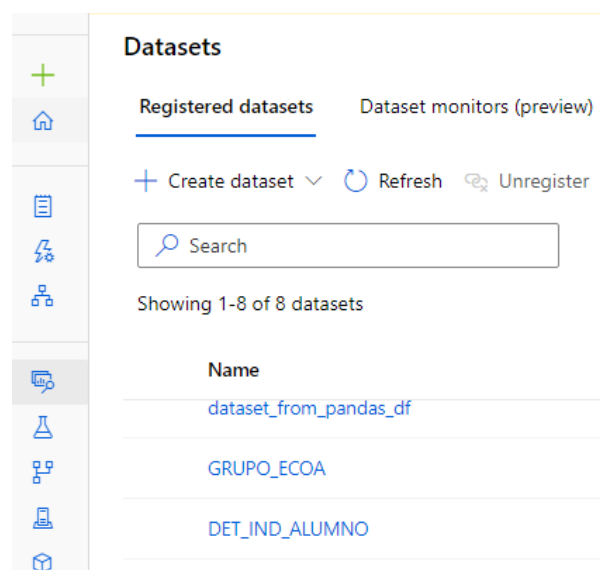 Datasets
Registered datasets Dataset monitors (preview)
Create dataset Refresh Unregister
Search
Showing 1-8 of 8 datasets
Name
dataset_from_pandas_df
GRUPO_ECOA
DET_IND_ALUMNO